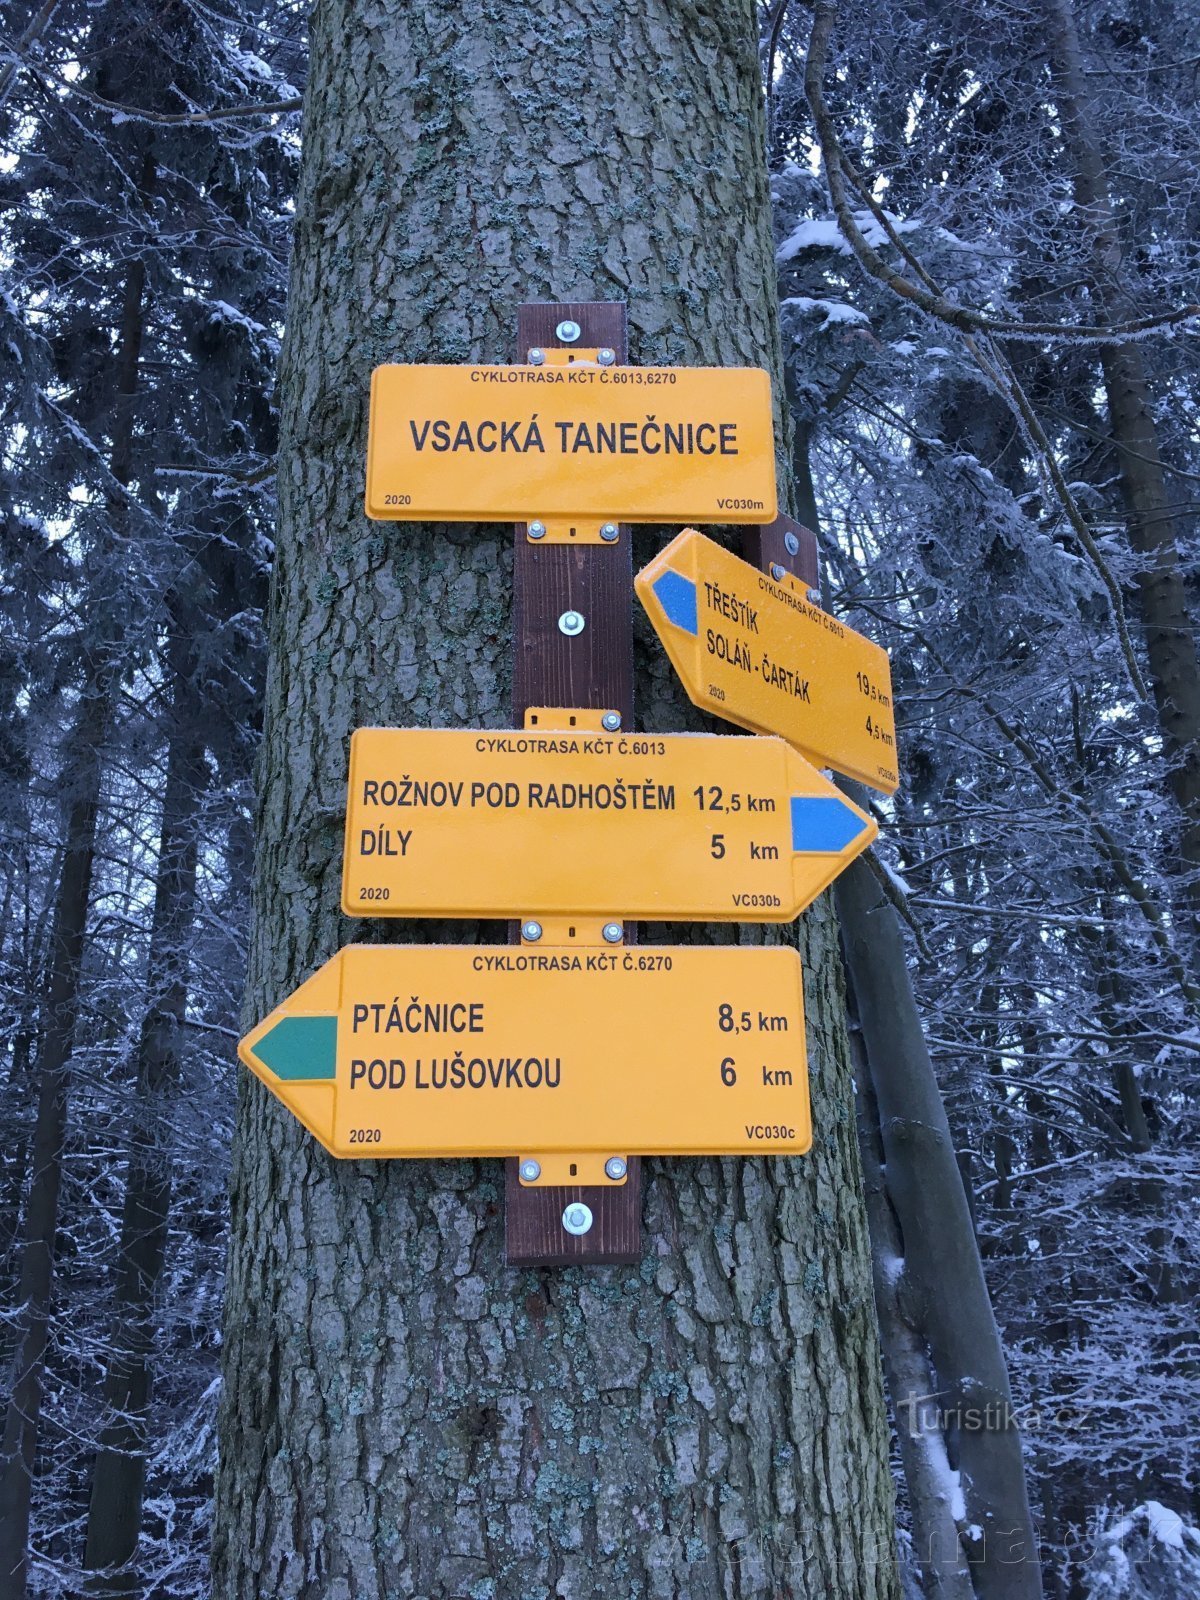 CYKLOTRASA KČT Č.6013,6270
VSACKÁ TANEČNICE
2020 VC030m
CYKLOTRASA KČT Č.6013
TŘEŠTÍK 19,5 km
SOLÁŇ - ČARTÁK 4,5 km
2020 VC030a
CYKLOTRASA KČT Č.6013
ROŽNOV POD RADHOŠTĚM 12,5 km
DÍLY 5 km
2020 VC030b
CYKLOTRASA KČT Č.6270
PTÁČNICE 8,5 km
POD LUŠOVKOU 6 km
2020 VC030c
Turistika.cz
vlastamacik